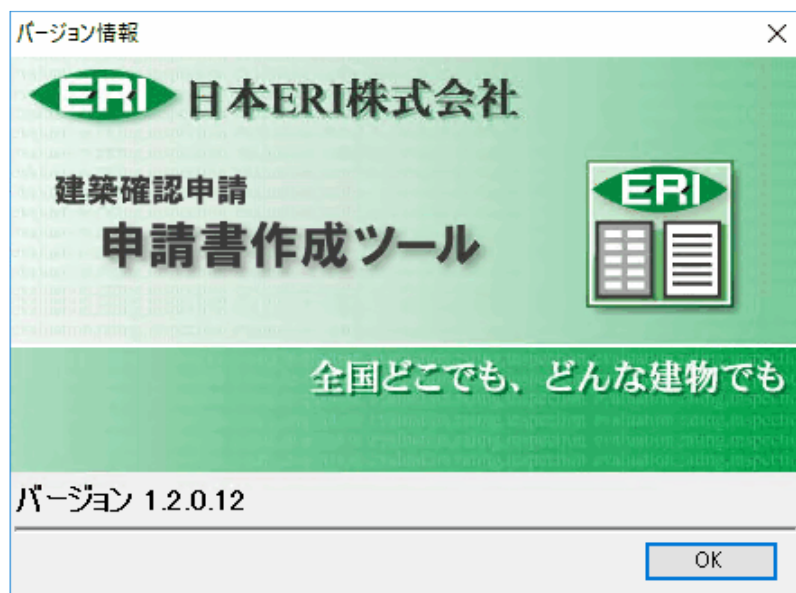 バージョン情報
ERI 日本ERI株式会社
建築確認申請
申請書作成ツール
ERI
全国どこでも、どんな建物でも
バージョン 1.2.0.12
OK